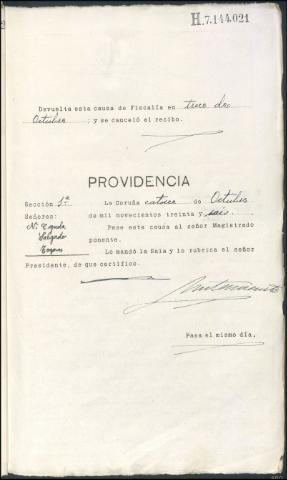 H.7.144.021
Devuelta esta causa de Fiscalía en trece de
Octubre ; y se canceló el recibo.
PROVIDENCIA
Sección 1ª La Coruña catorce de Octubre
Señores: de mil novecientos treinta y seis.
Pase esta causa al señor Magistrado
Salgado ponente.
Lo mandó la Sala y lo rubrica el señor
Presidente, de que certifico.
Pasa el mismo día.